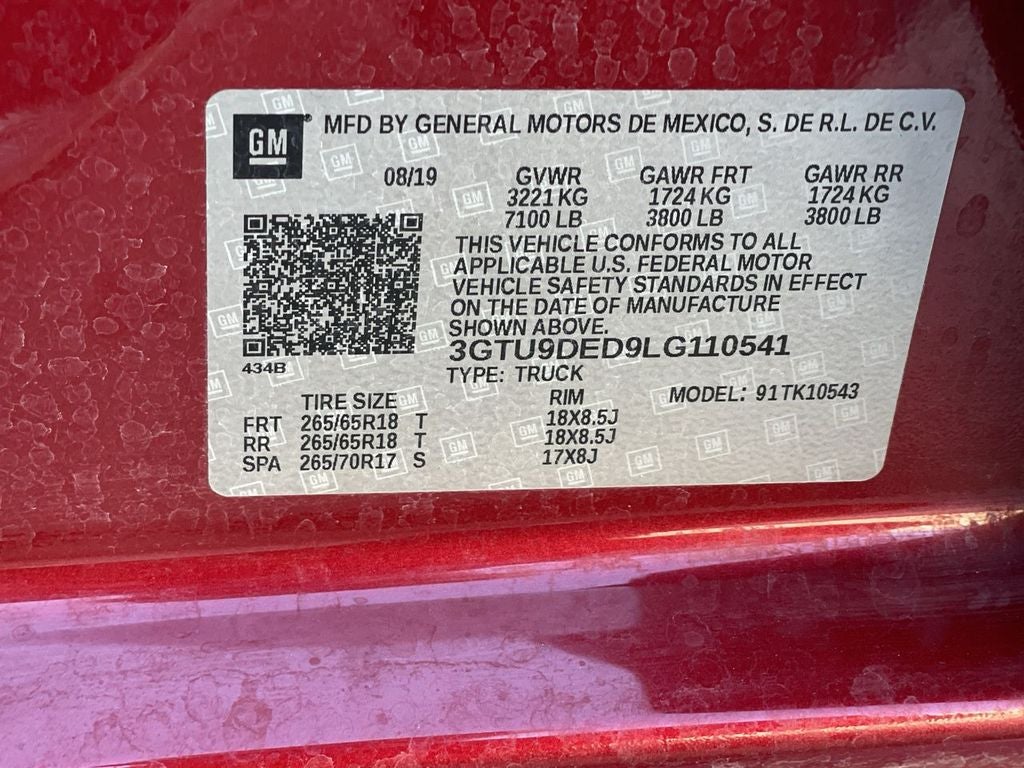 GM MFD BY GENERAL MOTORS DE MEXICO, S. DE R.L. DE C.V.
08/19 GVWR GAWR FRT GAWR RR
3221 KG 1724 KG 1724 KG
7100 LB 3800 LB 3800 LB
THIS VEHICLE CONFORMS TO ALL
APPLICABLE U.S. FEDERAL MOTOR
VEHICLE SAFETY STANDARDS IN EFFECT
ON THE DATE OF MANUFACTURE
SHOWN ABOVE.
3GTU9DED9LG110541
434B
TYPE: TRUCK
MODEL: 91TK10543
TIRE SIZE RIM
FRT 265/65R18 T 18X8.5J
RR 265/65R18 T 18X8.5J
SPA 265/70R17 S 17X8J